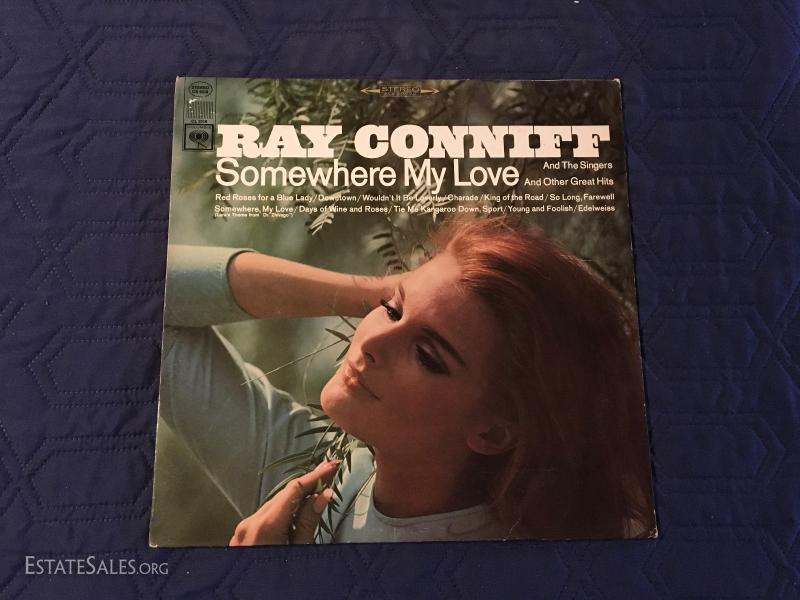 STEREO
RAY CONNIFF
Somewhere My Love
And The Singers
And Other Great Hits
Red Roses for a Blue Lady/Downtown/Wouldn't It Be Loverly/Charade/King of the Road/So Long, Farewell
Somewhere, My Love/Days of Wine and Roses/Tie Me Kangaroo Down, Sport/Young and Foolish/Edelweiss
(Lara's Theme from "Dr. Zhivago")
COLUMBIA
ESTATESALES.ORG